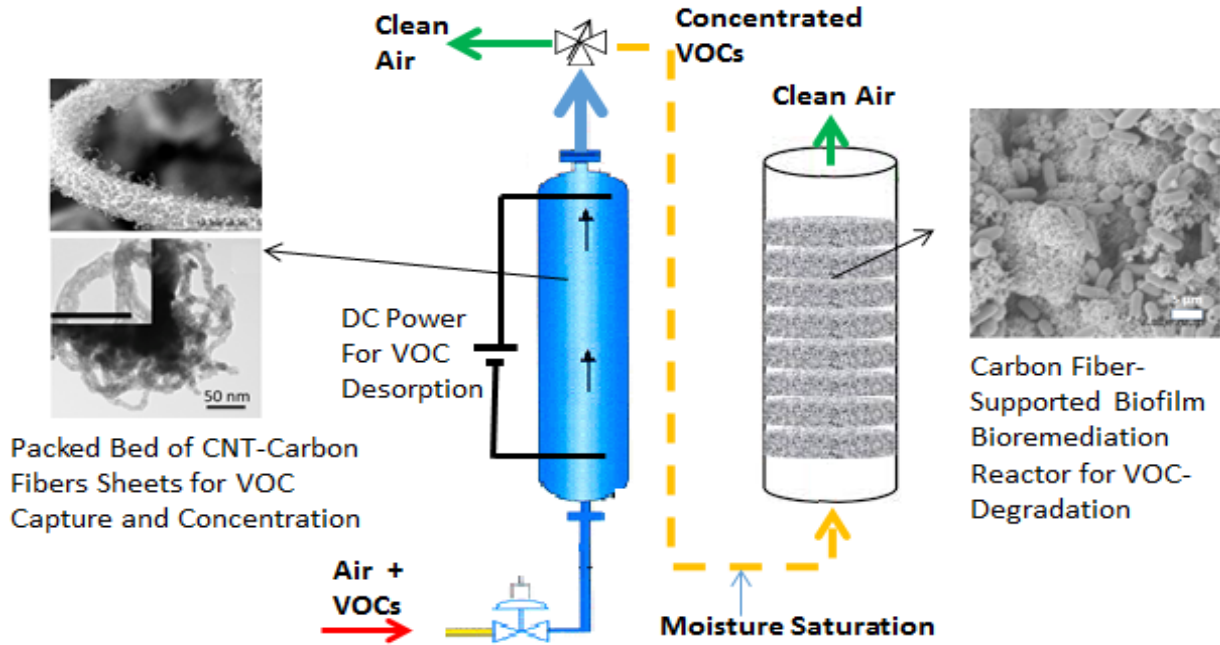 Clean
Air
Concentrated
VOCs
Clean Air
DC Power
For VOC
Desorption
50 nm
5 µm
Packed Bed of CNT-Carbon
Fibers Sheets for VOC
Capture and Concentration
Carbon Fiber-
Supported Biofilm
Bioremediation
Reactor for VOC-
Degradation
Air +
VOCs
Moisture Saturation